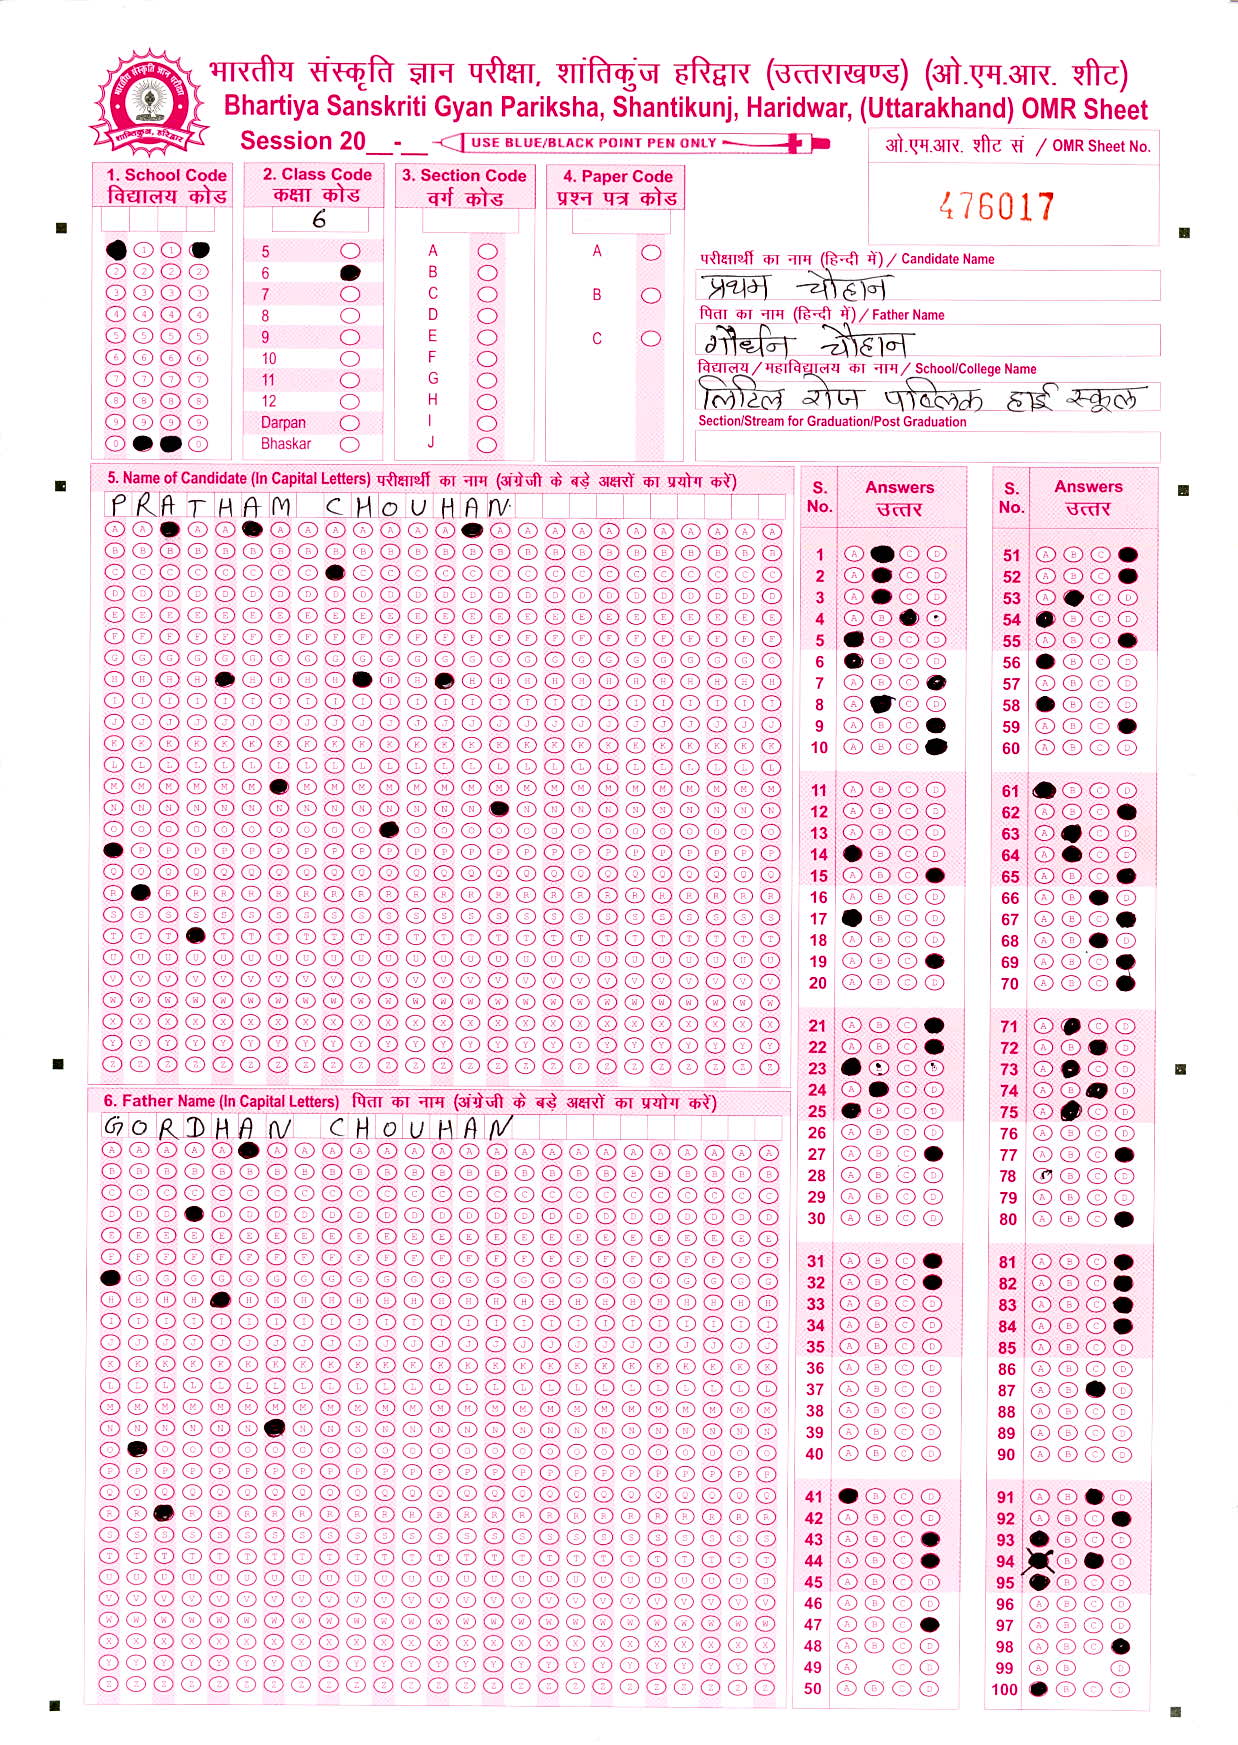 भारतीय संस्कृति ज्ञान परीक्षा, शांतिकुंज हरिद्वार (उत्तराखण्ड) (ओ.एम.आर. शीट)
Bhartiya Sanskriti Gyan Pariksha, Shantikunj, Haridwar, (Uttarakhand) OMR Sheet
Session 20__-__ USE BLUE/BLACK POINT PEN ONLY
ओ.एम.आर. शीट सं / OMR Sheet No.
476017
1. School Code
विद्यालय कोड
2. Class Code
कक्षा कोड
6
5
6
7
8
9
10
11
12
Darpan
Bhaskar
3. Section Code
वर्ग कोड
A
B
C
D
E
F
G
H
I
J
4. Paper Code
प्रश्न पत्र कोड
A
B
C
परीक्षार्थी का नाम (हिन्दी में) / Candidate Name
प्रथम चौहान
पिता का नाम (हिन्दी में) / Father Name
गौर्धन चौहान
विद्यालय / महाविद्यालय का नाम / School/College Name
लिटिल रोज पब्लिक हाई स्कूल
Section/Stream for Graduation/Post Graduation
5. Name of Candidate (In Capital Letters) परीक्षार्थी का नाम (अंग्रेजी के बड़े अक्षरों का प्रयोग करें)
PRATHAM CHOUHAN
6. Father Name (In Capital Letters) पिता का नाम (अंग्रेजी के बड़े अक्षरों का प्रयोग करें)
GORDHAN CHOUHAN
S. No. Answers उत्तर
1
2
3
4
5
6
7
8
9
10
11
12
13
14
15
16
17
18
19
20
21
22
23
24
25
26
27
28
29
30
31
32
33
34
35
36
37
38
39
40
41
42
43
44
45
46
47
48
49
50
S. No. Answers उत्तर
51
52
53
54
55
56
57
58
59
60
61
62
63
64
65
66
67
68
69
70
71
72
73
74
75
76
77
78
79
80
81
82
83
84
85
86
87
88
89
90
91
92
93
94
95
96
97
98
99
100